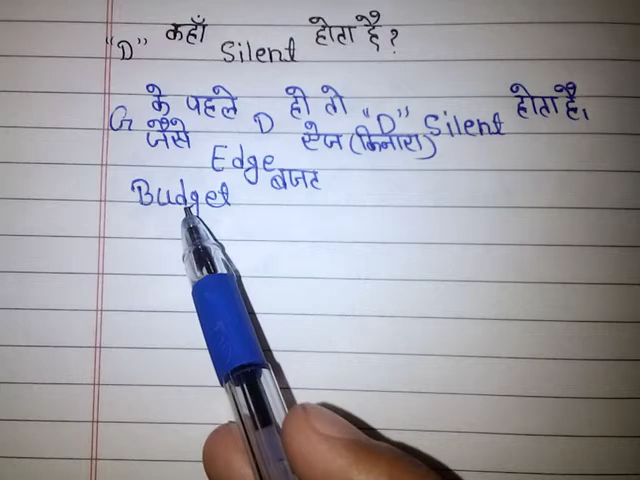 "D" कहाँ Silent होता है?
G के पहले D हो तो "D" Silent होता है।
जैसे Edge एज (किनारा)
Budget बजट